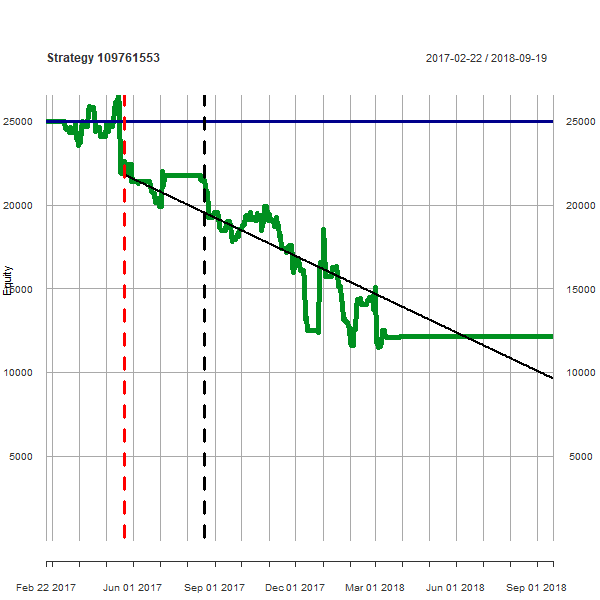 Strategy 109761553
2017-02-22 / 2018-09-19
25000
25000
20000
20000
Equity
15000
15000
10000
10000
5000
5000
Feb 22 2017
Jun 01 2017
Sep 01 2017
Dec 01 2017
Mar 01 2018
Jun 01 2018
Sep 01 2018